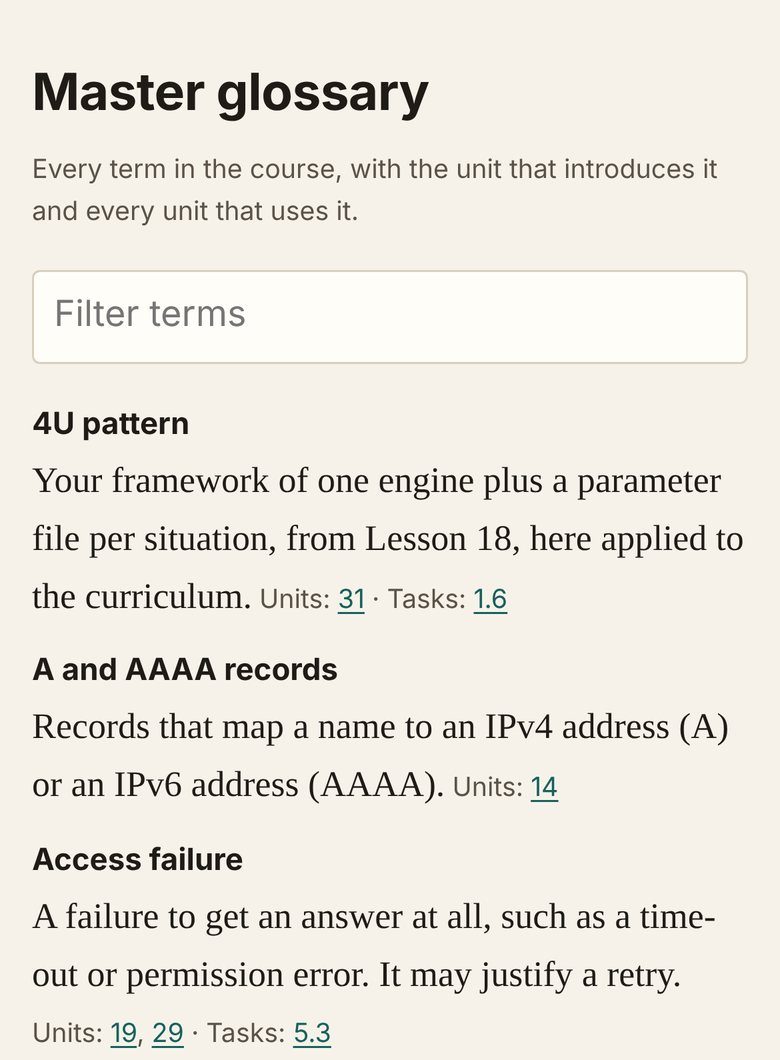 Master glossary
Every term in the course, with the unit that introduces it
and every unit that uses it.
Filter terms
4U pattern
Your framework of one engine plus a parameter
file per situation, from Lesson 18, here applied to
the curriculum. Units: 31 · Tasks: 1.6
A and AAAA records
Records that map a name to an IPv4 address (A)
or an IPv6 address (AAAA). Units: 14
Access failure
A failure to get an answer at all, such as a time-
out or permission error. It may justify a retry.
Units: 19, 29 · Tasks: 5.3